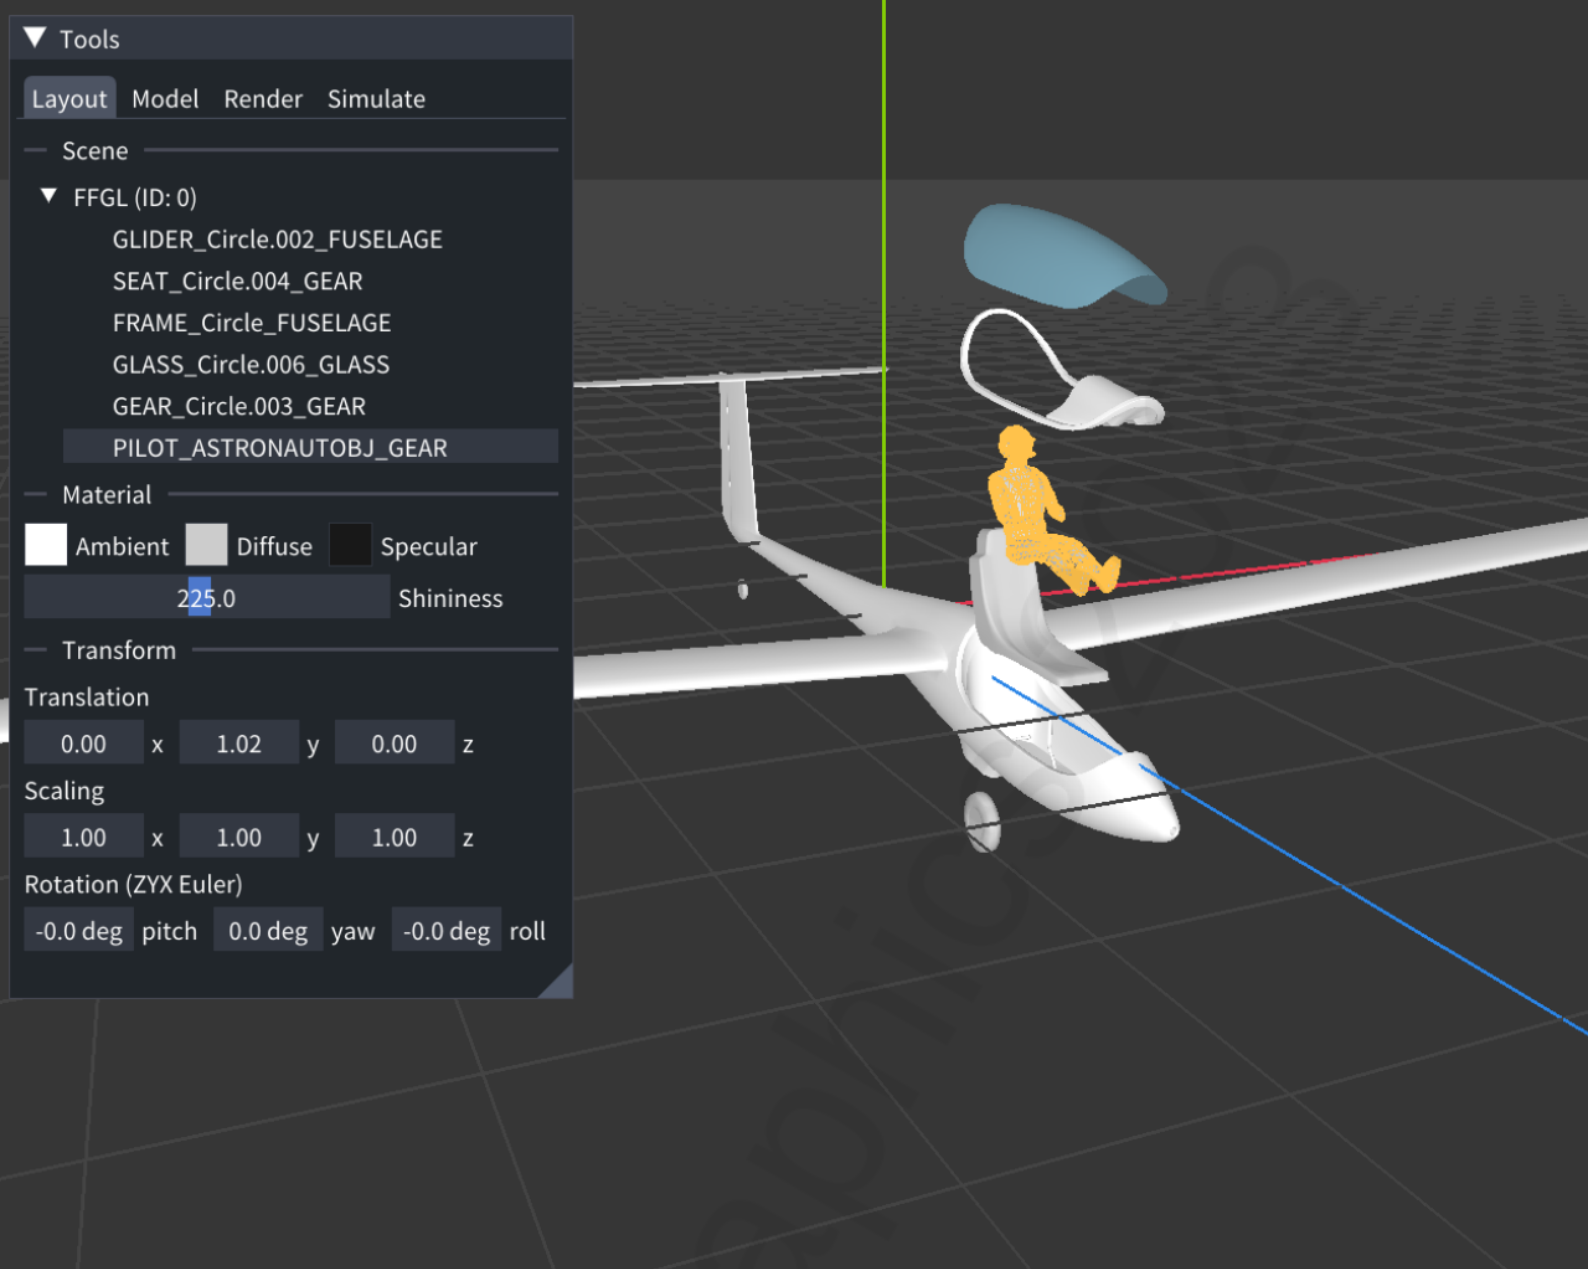 Tools
Layout Model Render Simulate
Scene
FFGL (ID: 0)
GLIDER_Circle.002_FUSELAGE
SEAT_Circle.004_GEAR
FRAME_Circle_FUSELAGE
GLASS_Circle.006_GLASS
GEAR_Circle.003_GEAR
PILOT_ASTRONAUTOBJ_GEAR
Material
Ambient Diffuse Specular
225.0 Shininess
Transform
Translation
0.00 x 1.02 y 0.00 z
Scaling
1.00 x 1.00 y 1.00 z
Rotation (ZYX Euler)
-0.0 deg pitch 0.0 deg yaw -0.0 deg roll